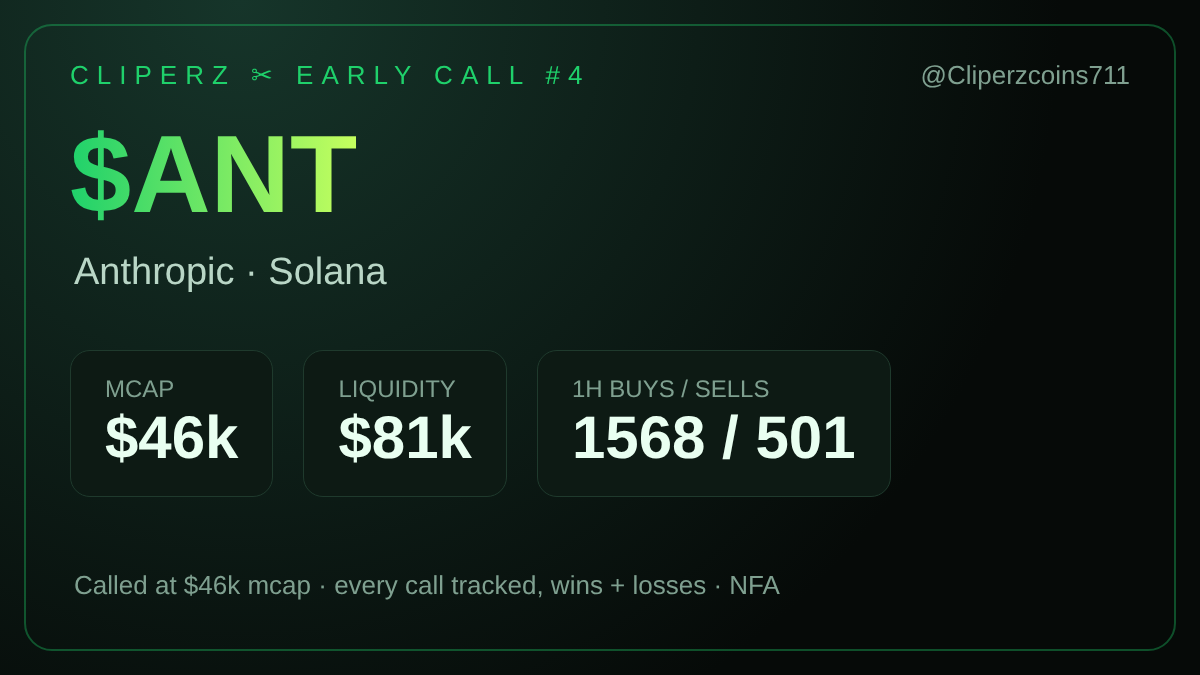 CLIPERZ ✂ EARLY CALL #4
@Cliperzcoins711
$ANT
Anthropic · Solana
MCAP
$46k
LIQUIDITY
$81k
1H BUYS / SELLS
1568 / 501
Called at $46k mcap · every call tracked, wins + losses · NFA